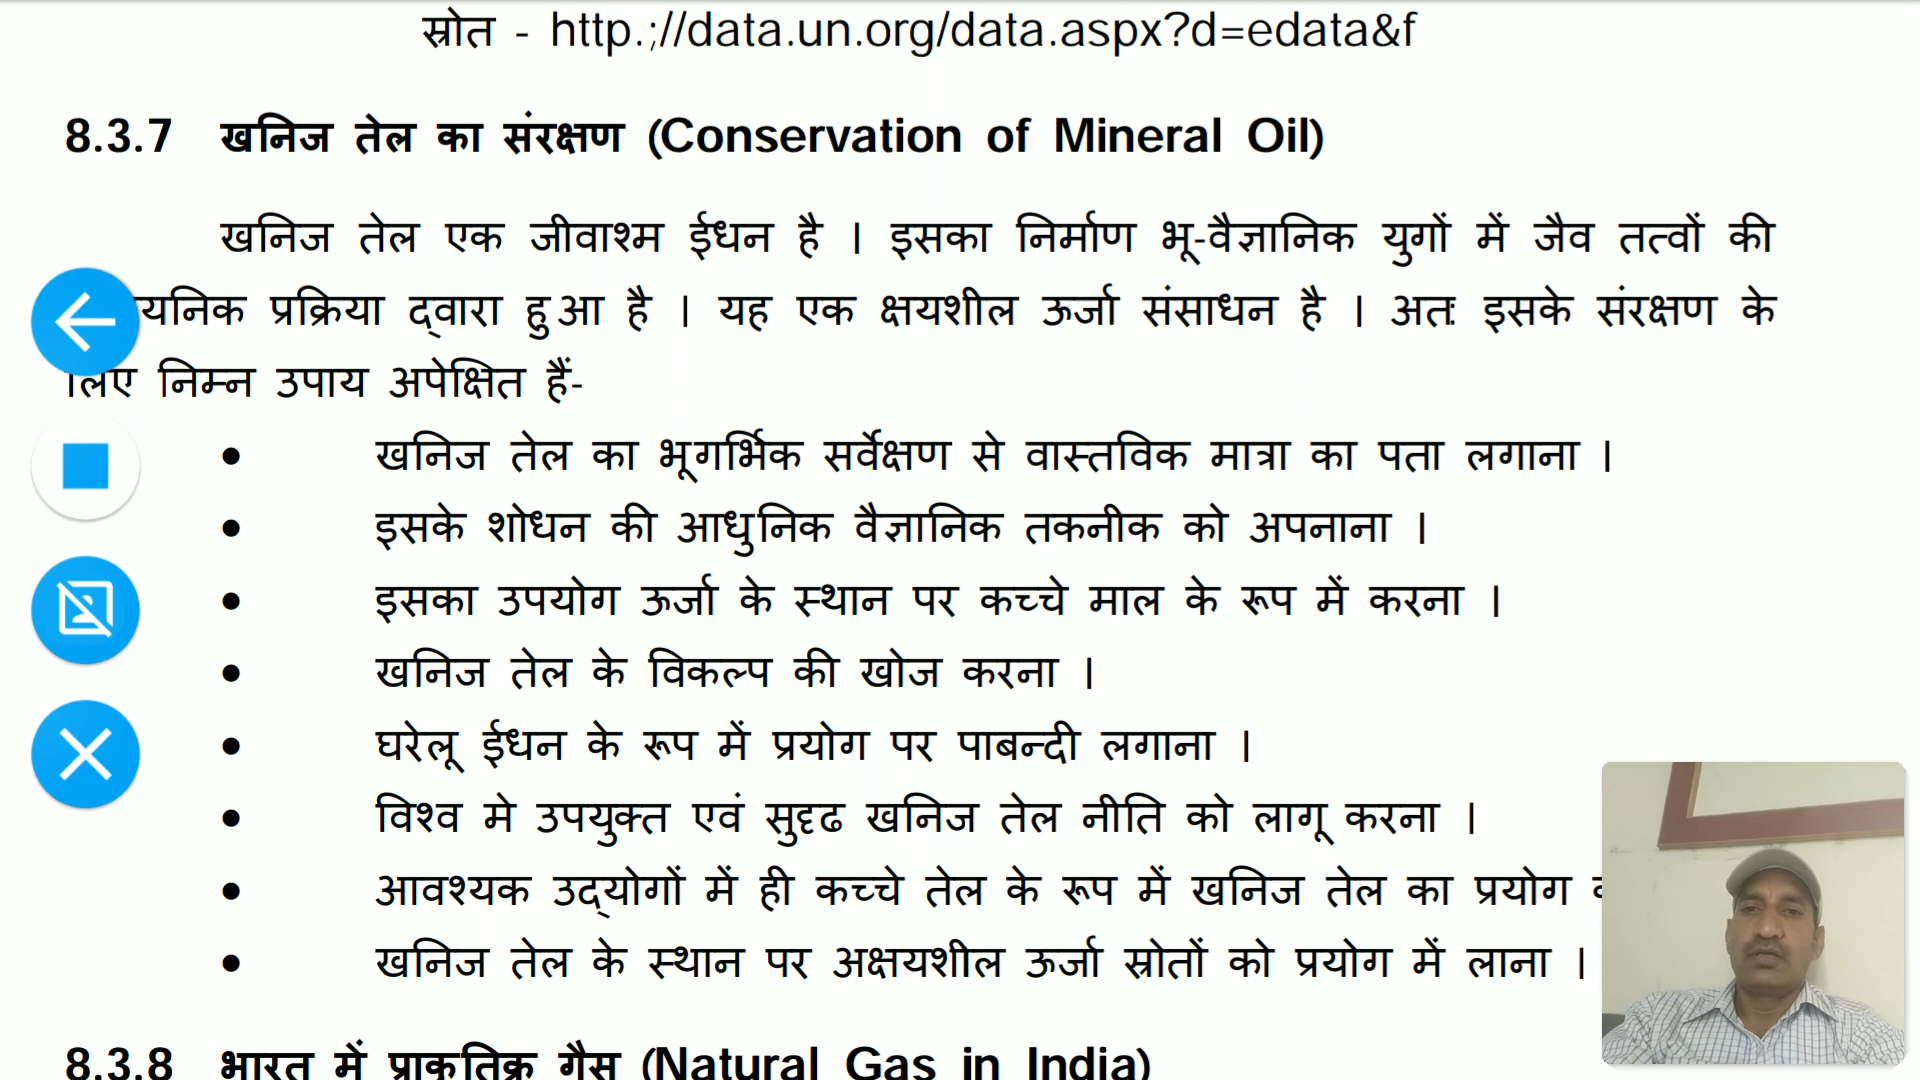 स्रोत - http.;//data.un.org/data.aspx?d=edata&f
8.3.7 खनिज तेल का संरक्षण (Conservation of Mineral Oil)
खनिज तेल एक जीवाश्म ईधन है । इसका निर्माण भू-वैज्ञानिक युगों में जैव तत्वों की
यनिक प्रक्रिया द्वारा हुआ है । यह एक क्षयशील ऊर्जा संसाधन है । अतः इसके संरक्षण के
लिए निम्न उपाय अपेक्षित हैं-
• खनिज तेल का भूगर्भिक सर्वेक्षण से वास्तविक मात्रा का पता लगाना ।
• इसके शोधन की आधुनिक वैज्ञानिक तकनीक को अपनाना ।
• इसका उपयोग ऊर्जा के स्थान पर कच्चे माल के रूप में करना ।
• खनिज तेल के विकल्प की खोज करना ।
• घरेलू ईधन के रूप में प्रयोग पर पाबन्दी लगाना ।
• विश्व मे उपयुक्त एवं सुदृढ खनिज तेल नीति को लागू करना ।
• आवश्यक उद्योगों में ही कच्चे तेल के रूप में खनिज तेल का प्रयोग
• खनिज तेल के स्थान पर अक्षयशील ऊर्जा स्रोतों को प्रयोग में लाना ।
8.3.8 भारत में प्राकृतिक गैस (Natural Gas in India)